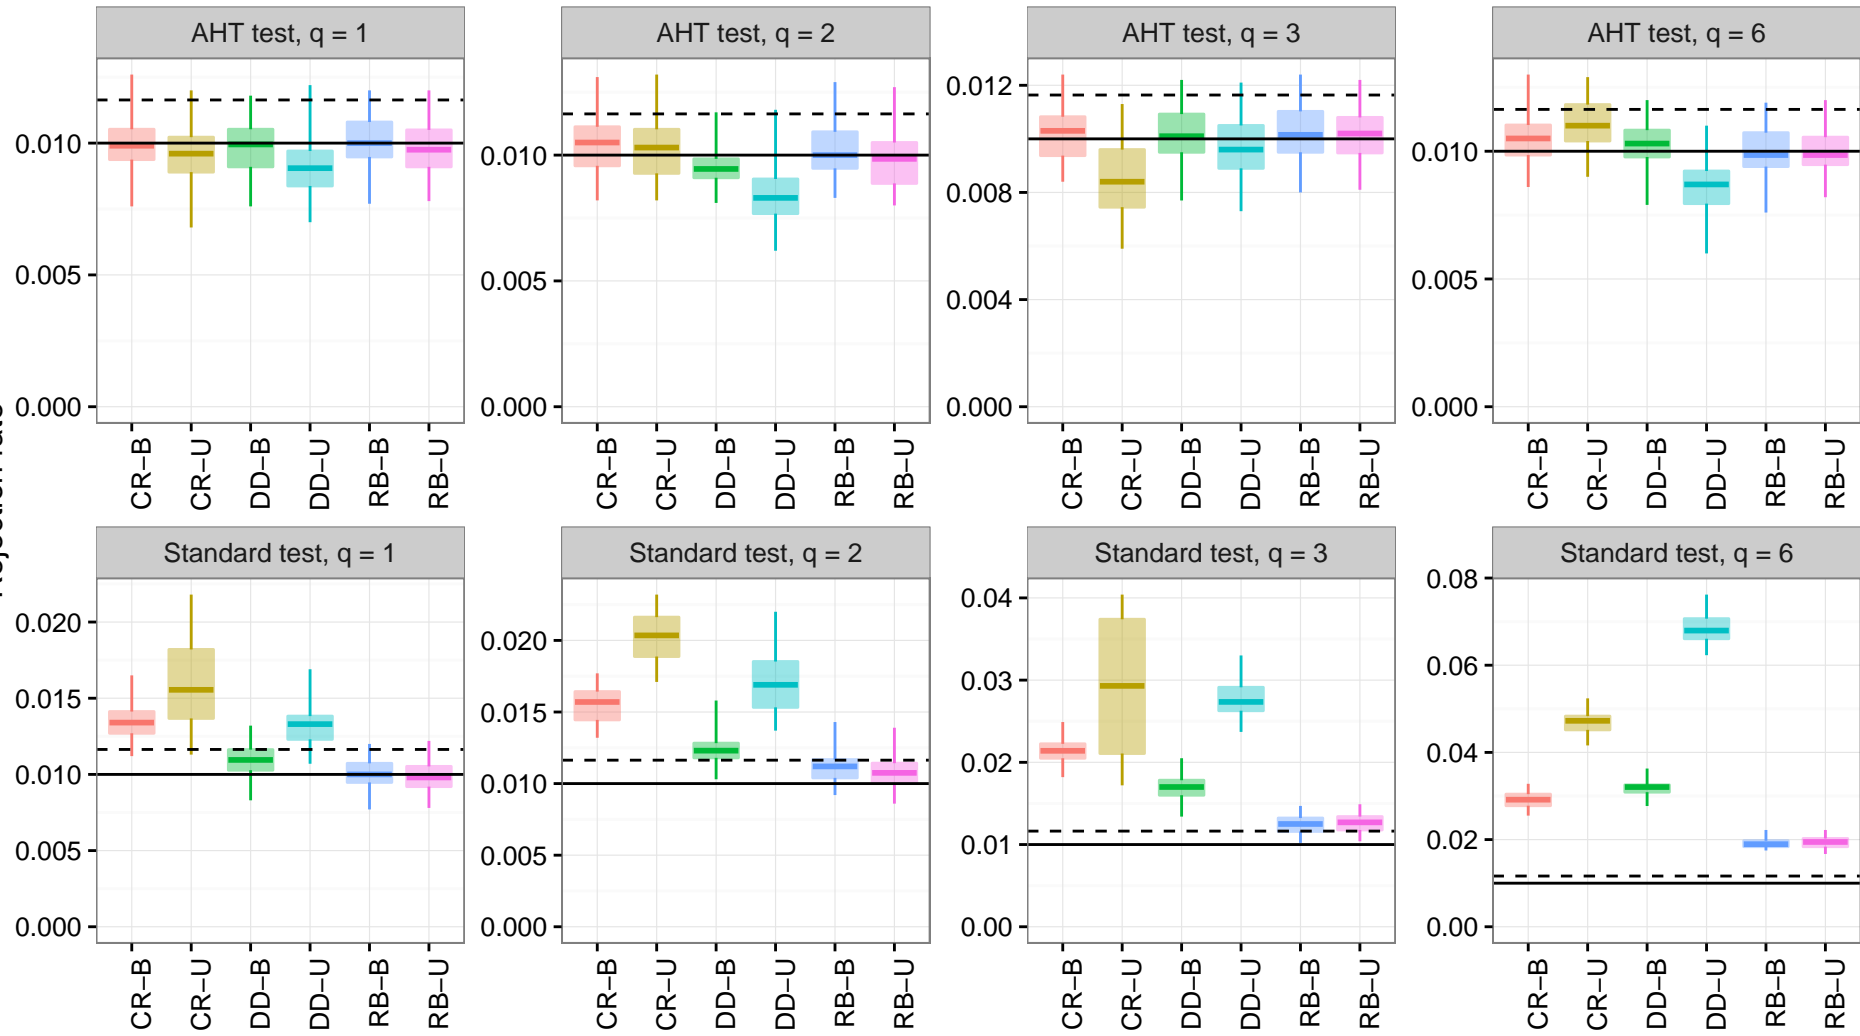 AHT test, q = 1
AHT test, q = 2
AHT test, q = 3
AHT test, q = 6
0.010
0.005
0.000
0.010
0.005
0.000
0.012
0.008
0.004
0.000
0.010
0.005
0.000
CR−B CR−U DD−B DD−U RB−B RB−U
CR−B CR−U DD−B DD−U RB−B RB−U
CR−B CR−U DD−B DD−U RB−B RB−U
CR−B CR−U DD−B DD−U RB−B RB−U
Standard test, q = 1
Standard test, q = 2
Standard test, q = 3
Standard test, q = 6
0.020
0.015
0.010
0.005
0.000
0.020
0.015
0.010
0.005
0.000
0.04
0.03
0.02
0.01
0.00
0.08
0.06
0.04
0.02
0.00
CR−B CR−U DD−B DD−U RB−B RB−U
CR−B CR−U DD−B DD−U RB−B RB−U
CR−B CR−U DD−B DD−U RB−B RB−U
CR−B CR−U DD−B DD−U RB−B RB−U